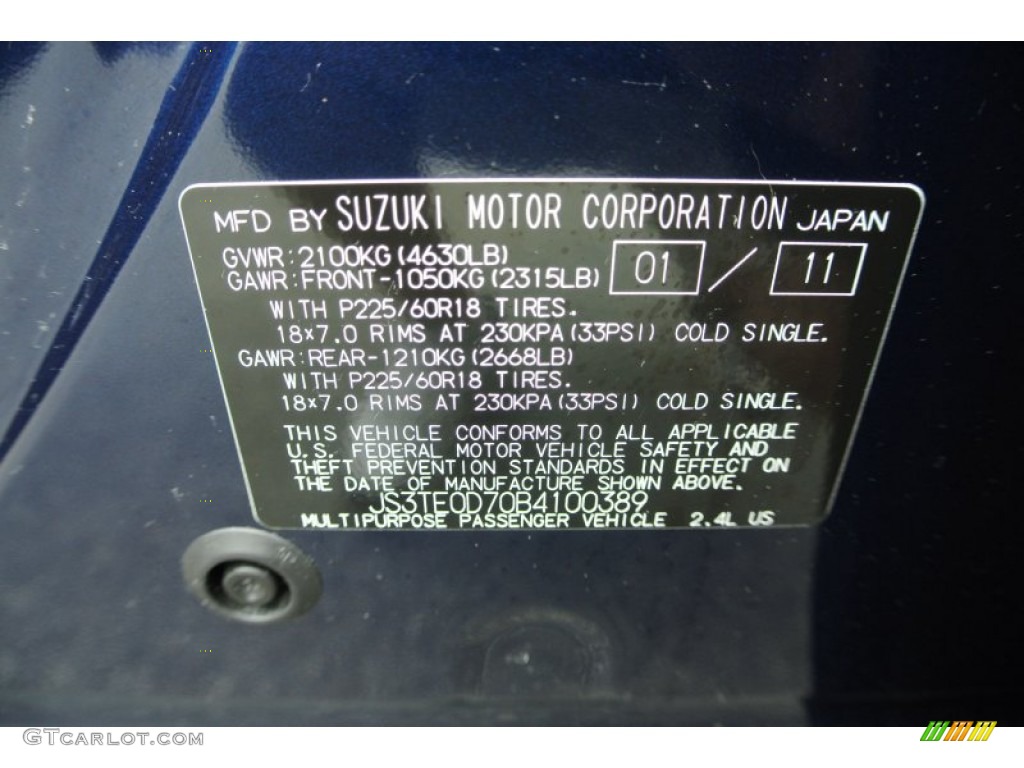 MFD BY SUZUKI MOTOR CORPORATION JAPAN
GVWR:2100KG(4630LB)
GAWR:FRONT-1050KG(2315LB) 01 / 11
WITH P225/60R18 TIRES.
18×7.0 RIMS AT 230KPA(33PSI) COLD SINGLE.
GAWR:REAR-1210KG(2668LB)
WITH P225/60R18 TIRES.
18×7.0 RIMS AT 230KPA(33PSI) COLD SINGLE.
THIS VEHICLE CONFORMS TO ALL APPLICABLE
U.S. FEDERAL MOTOR VEHICLE SAFETY AND
THEFT PREVENTION STANDARDS IN EFFECT ON
THE DATE OF MANUFACTURE SHOWN ABOVE.
JS3TE0D70B4100389
MULTIPURPOSE PASSENGER VEHICLE 2.4L US
GTCARLOT.COM